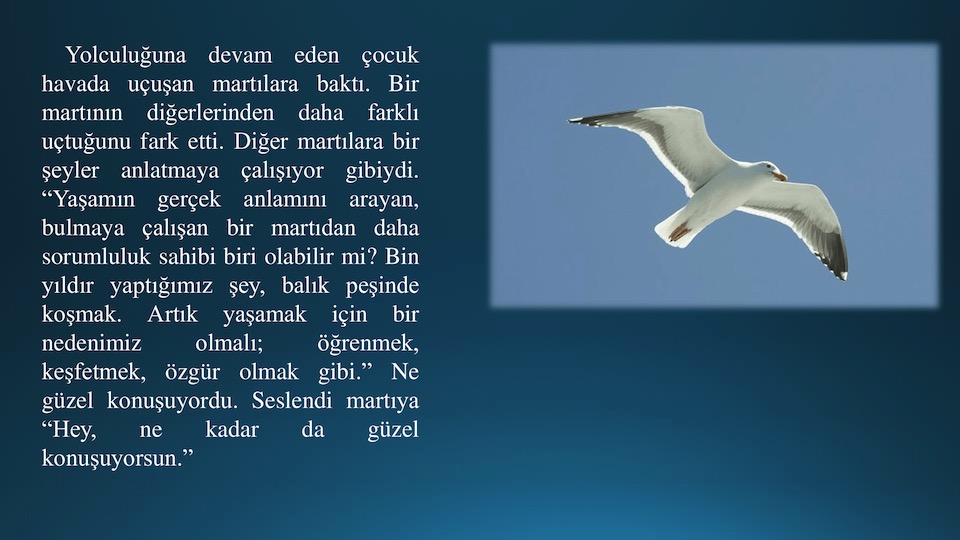 Yolculuğuna devam eden çocuk
havada uçuşan martılara baktı. Bir
martının diğerlerinden daha farklı
uçtuğunu fark etti. Diğer martılara bir
şeyler anlatmaya çalışıyor gibiydi.
“Yaşamın gerçek anlamını arayan,
bulmaya çalışan bir martıdan daha
sorumluluk sahibi biri olabilir mi? Bin
yıldır yaptığımız şey, balık peşinde
koşmak. Artık yaşamak için bir
nedenimiz olmalı; öğrenmek,
keşfetmek, özgür olmak gibi.” Ne
güzel konuşuyordu. Seslendi martıya
“Hey, ne kadar da güzel
konuşuyorsun.”